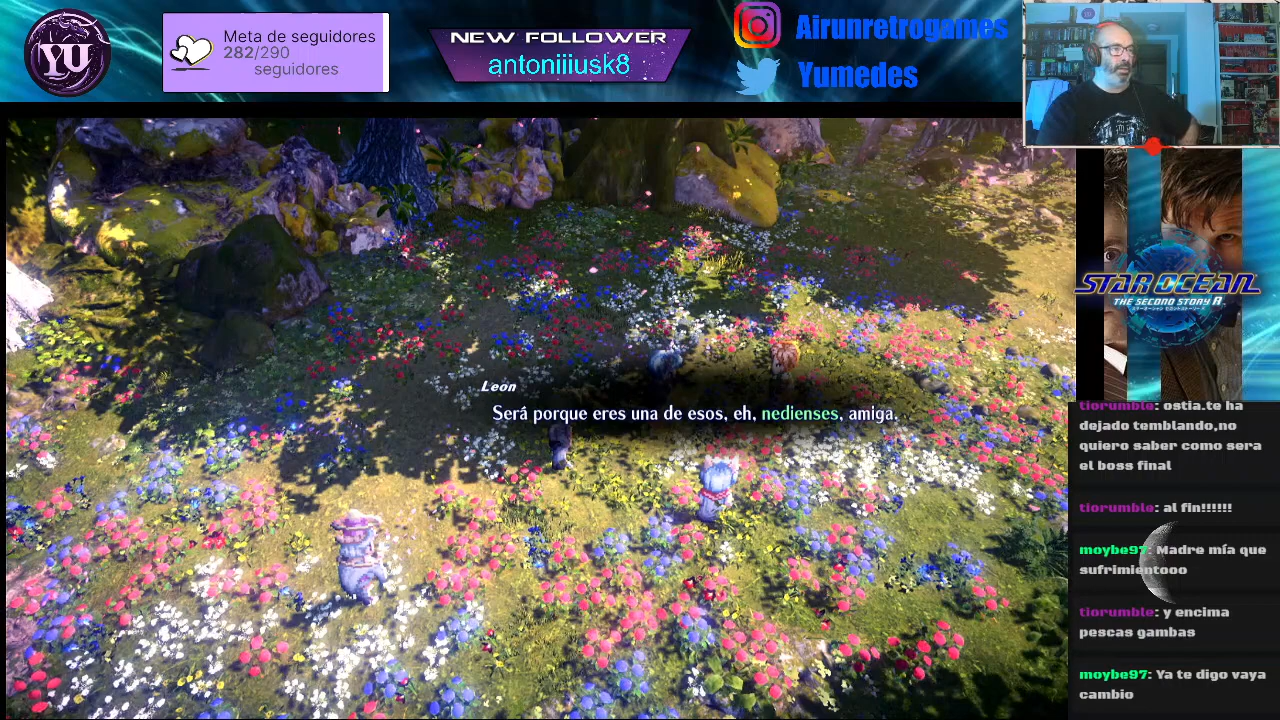 YU
Meta de seguidores
282/290
seguidores
NEW FOLLOWER
antoniiiusk8
Airunretrogames
Yumedes
Leon
Será porque eres una de esos, eh, nedienses, amiga.
STAR OCEAN
THE SECOND STORY R
tiorumble: ostia.te ha
dejado temblando,no
quiero saber como sera
el boss final
tiorumble: al fin!!!!!!
moybe97: Madre mía que
sufrimientooo
tiorumble: y encima
pescas gambas
moybe97: Ya te digo vaya
cambio